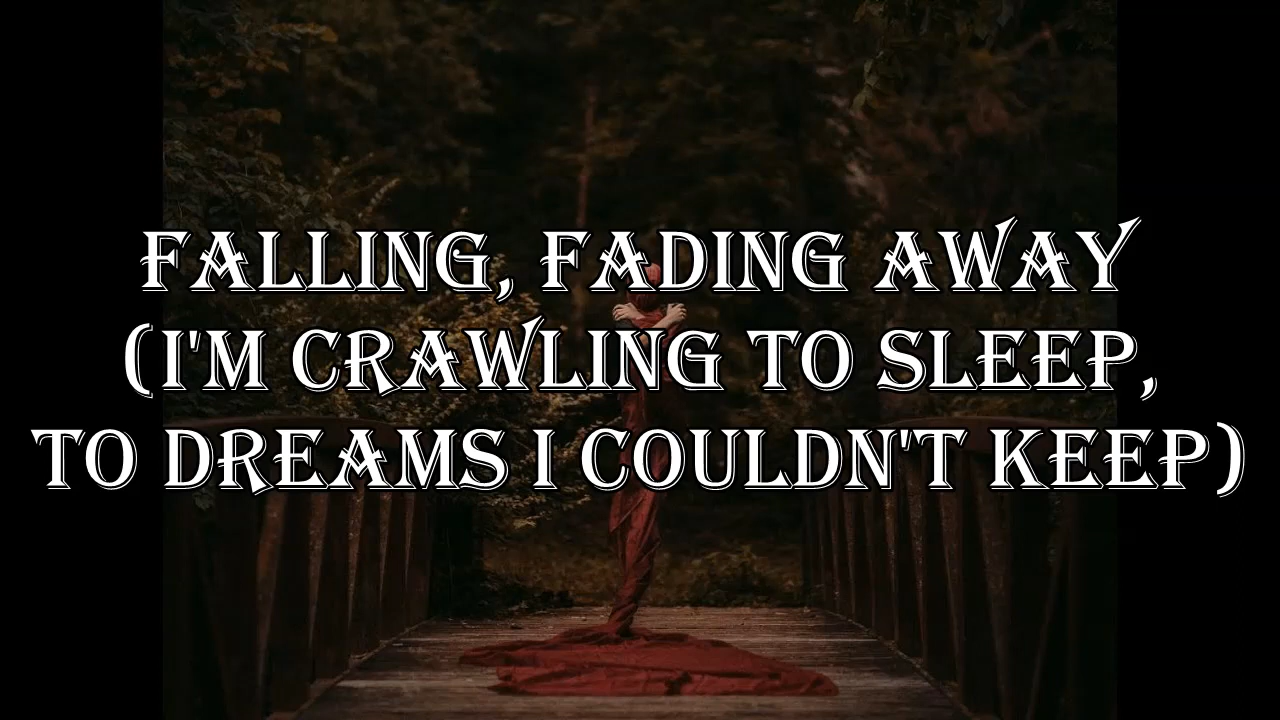 FALLING, FADING AWAY
(I'M CRAWLING TO SLEEP,
TO DREAMS I COULDN'T KEEP)